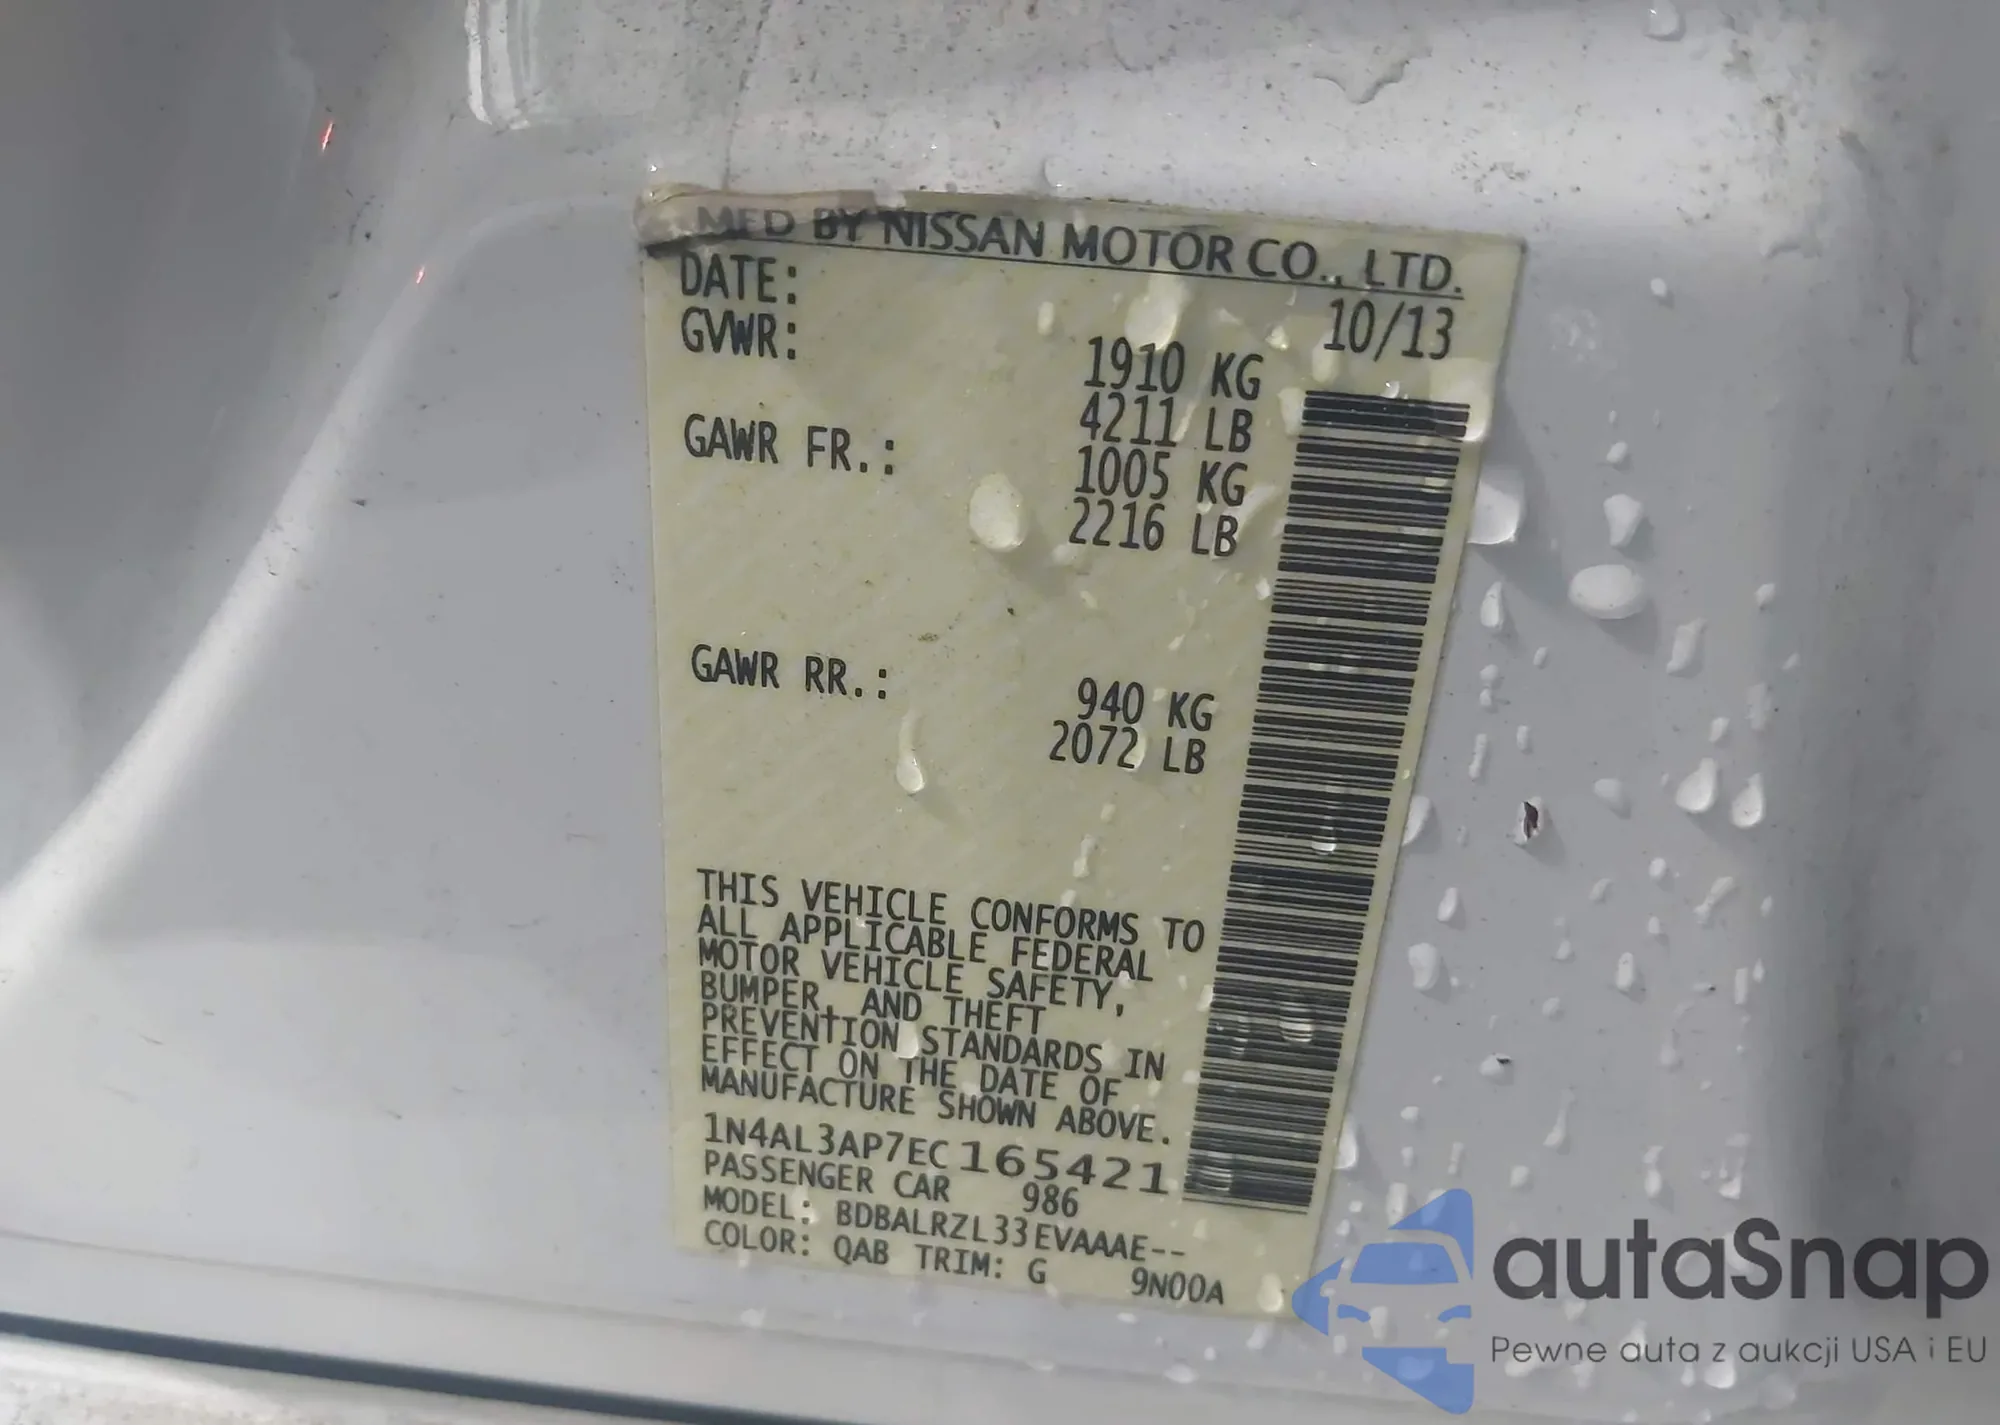 MFD BY NISSAN MOTOR CO., LTD.
DATE: 10/13
GVWR: 1910 KG
4211 LB
GAWR FR.: 1005 KG
2216 LB
GAWR RR.: 940 KG
2072 LB
THIS VEHICLE CONFORMS TO
ALL APPLICABLE FEDERAL
MOTOR VEHICLE SAFETY,
BUMPER, AND THEFT
PREVENTION STANDARDS IN
EFFECT ON THE DATE OF
MANUFACTURE SHOWN ABOVE.
1N4AL3AP7EC165421
PASSENGER CAR 986
MODEL: BDBALRZL33EVAAAE--
COLOR: QAB TRIM: G 9N00A
autaSnap
Pewne auta z aukcji USA i EU